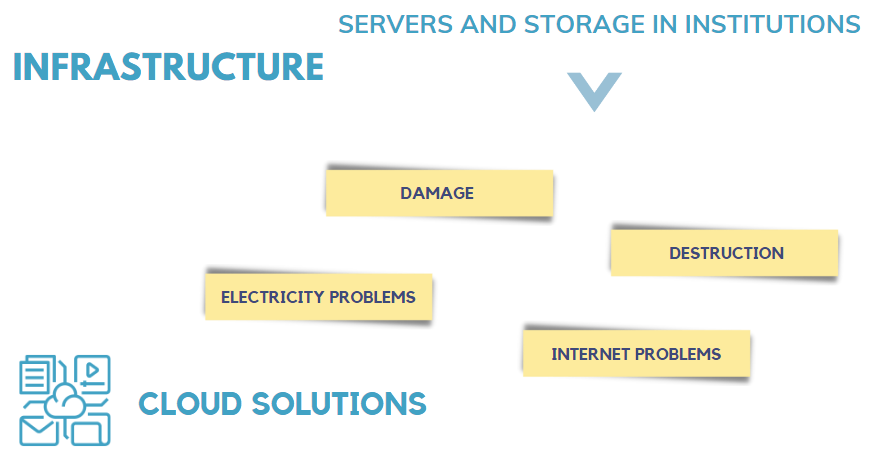 SERVERS AND STORAGE IN INSTITUTIONS
INFRASTRUCTURE
DAMAGE
DESTRUCTION
ELECTRICITY PROBLEMS
INTERNET PROBLEMS
CLOUD SOLUTIONS